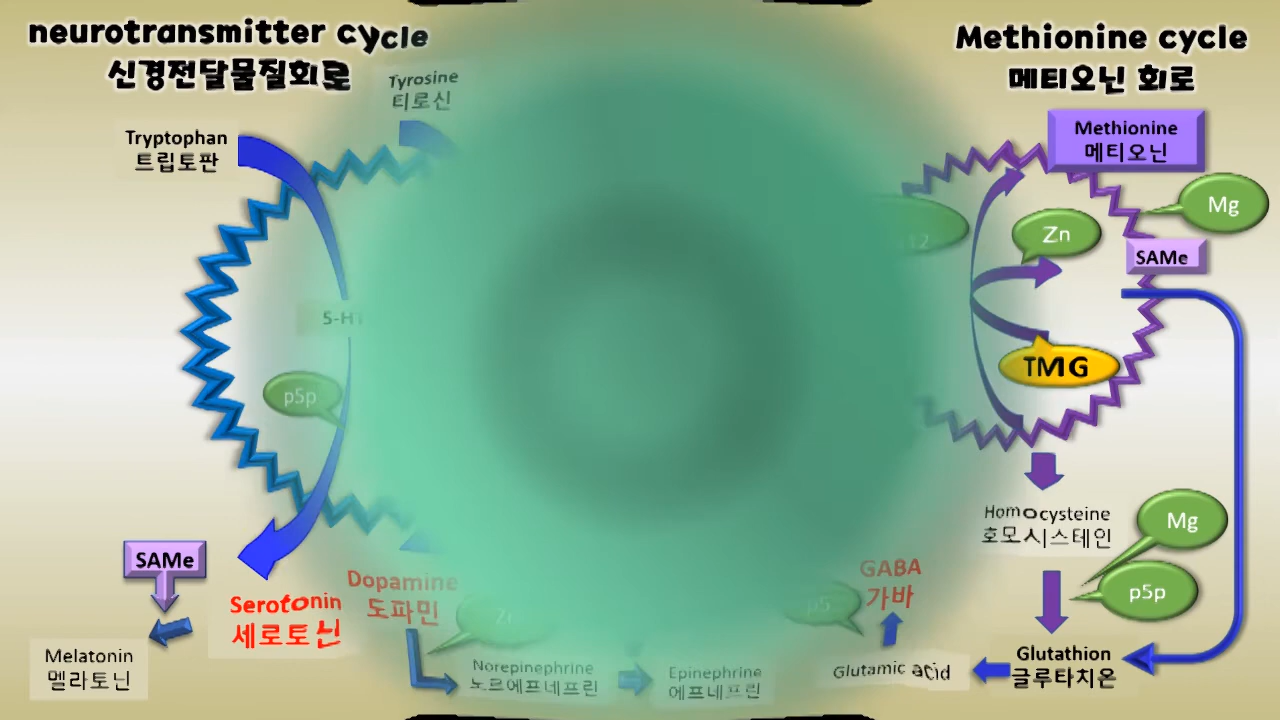 neurotransmitter cycle
신경전달물질회로
Tyrosine
티로신
Tryptophan
트립토판
p5p
SAMe
Serotonin
세로토닌
Melatonin
멜라토닌
Dopamine
도파민
Norepinephrine
노르에프네프린
Epinephrine
에프네프린
Methionine cycle
메티오닌 회로
Methionine
메티오닌
Mg
Zn
SAMe
TMG
Homocysteine
호모시스테인
Mg
p5p
Glutathion
글루타치온
Glutamic acid
GABA
가바